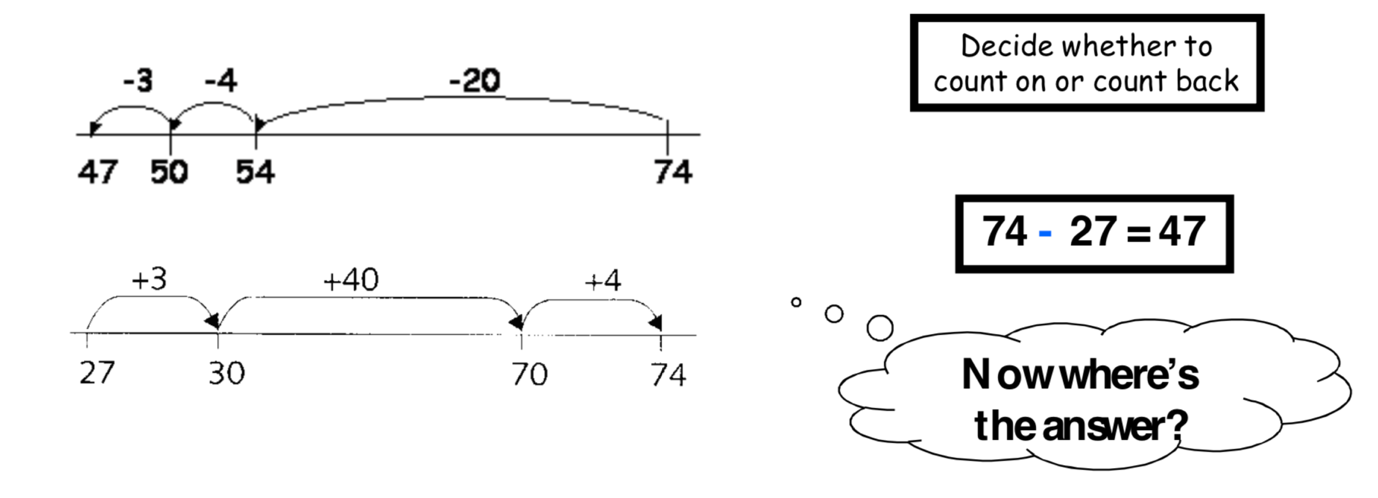 -3 -4 -20
47 50 54 74
+3 +40 +4
27 30 70 74
Decide whether to
count on or count back
74 - 27 = 47
Now where's
the answer?